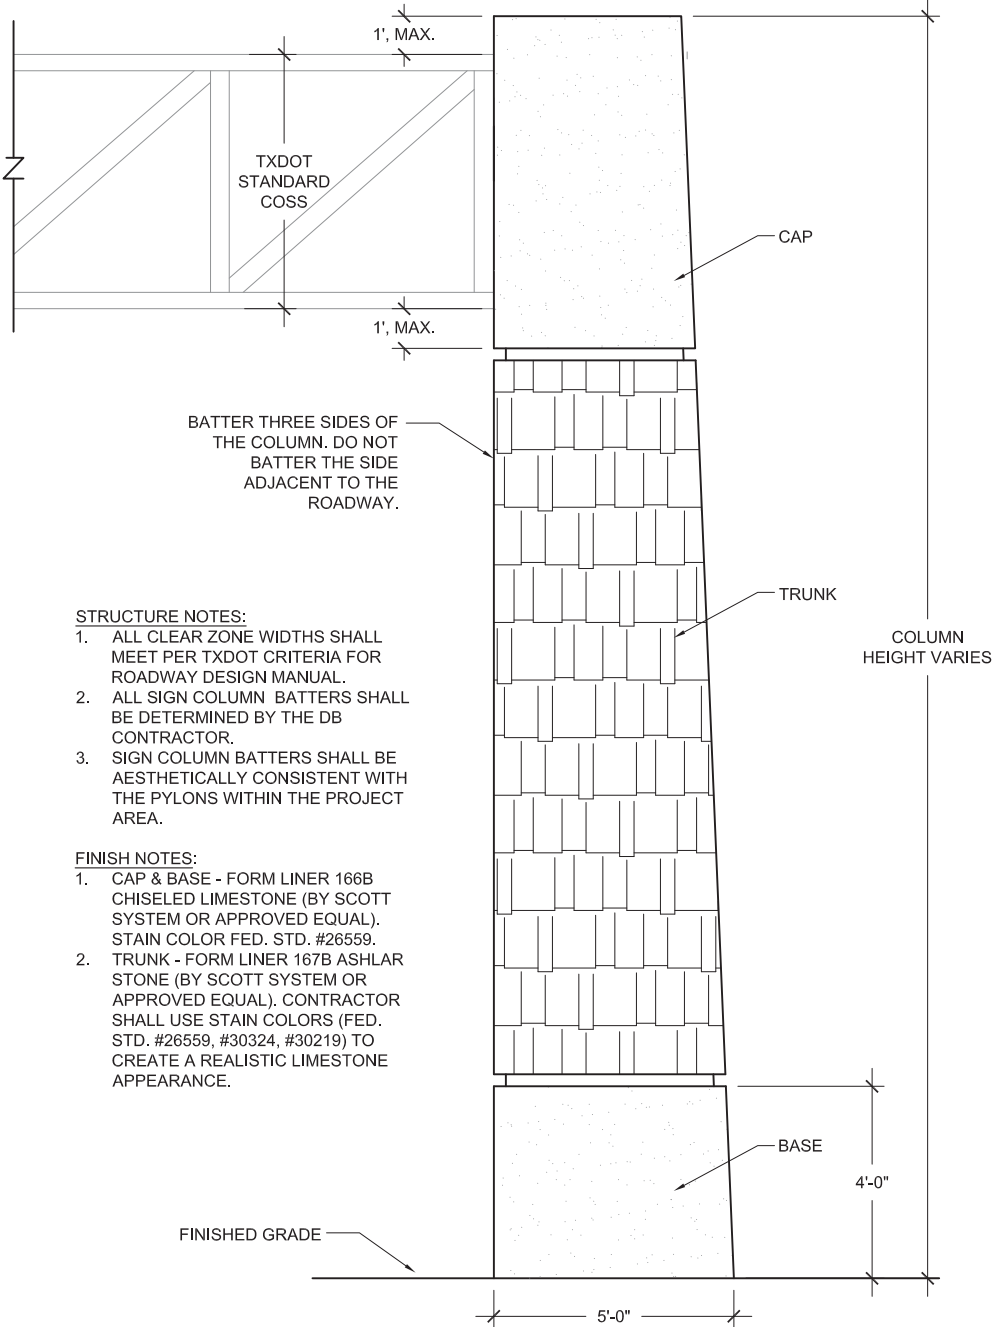 1', MAX.
TXDOT
STANDARD
COSS
CAP
1', MAX.
BATTER THREE SIDES OF
THE COLUMN. DO NOT
BATTER THE SIDE
ADJACENT TO THE
ROADWAY.
TRUNK
COLUMN
HEIGHT VARIES
STRUCTURE NOTES:
1. ALL CLEAR ZONE WIDTHS SHALL
MEET PER TXDOT CRITERIA FOR
ROADWAY DESIGN MANUAL.
2. ALL SIGN COLUMN BATTERS SHALL
BE DETERMINED BY THE DB
CONTRACTOR.
3. SIGN COLUMN BATTERS SHALL BE
AESTHETICALLY CONSISTENT WITH
THE PYLONS WITHIN THE PROJECT
AREA.
FINISH NOTES:
1. CAP & BASE - FORM LINER 166B
CHISELED LIMESTONE (BY SCOTT
SYSTEM OR APPROVED EQUAL).
STAIN COLOR FED. STD. #26559.
2. TRUNK - FORM LINER 167B ASHLAR
STONE (BY SCOTT SYSTEM OR
APPROVED EQUAL). CONTRACTOR
SHALL USE STAIN COLORS (FED.
STD. #26559, #30324, #30219) TO
CREATE A REALISTIC LIMESTONE
APPEARANCE.
BASE
4'-0"
FINISHED GRADE
5'-0"